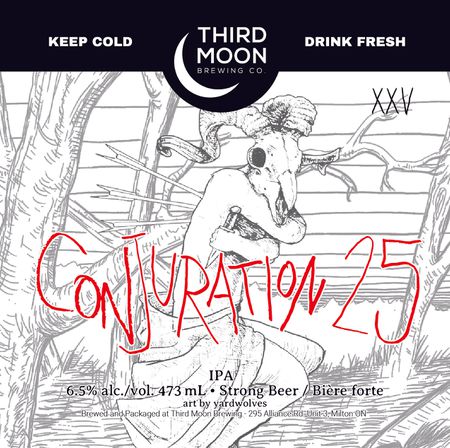 KEEP COLD
THIRD
MOON
BREWING CO.
DRINK FRESH
XXV
CONJURATION 25
IPA
6.5% alc./vol. 473 mL • Strong Beer / Bière forte
art by yardwolves
Brewed and Packaged at Third Moon Brewing - 295 Alliance Rd. Unit 3, Milton ON